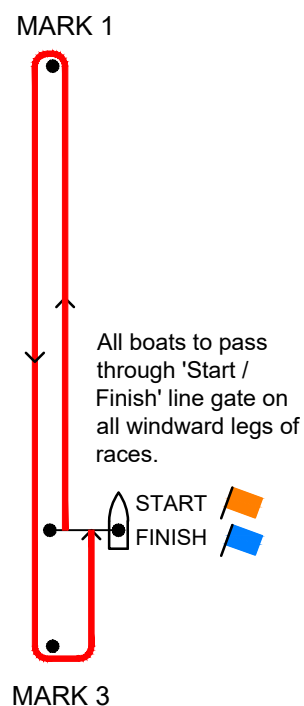 MARK 1
All boats to pass
through 'Start /
Finish' line gate on
all windward legs of
races.
START
FINISH
MARK 3